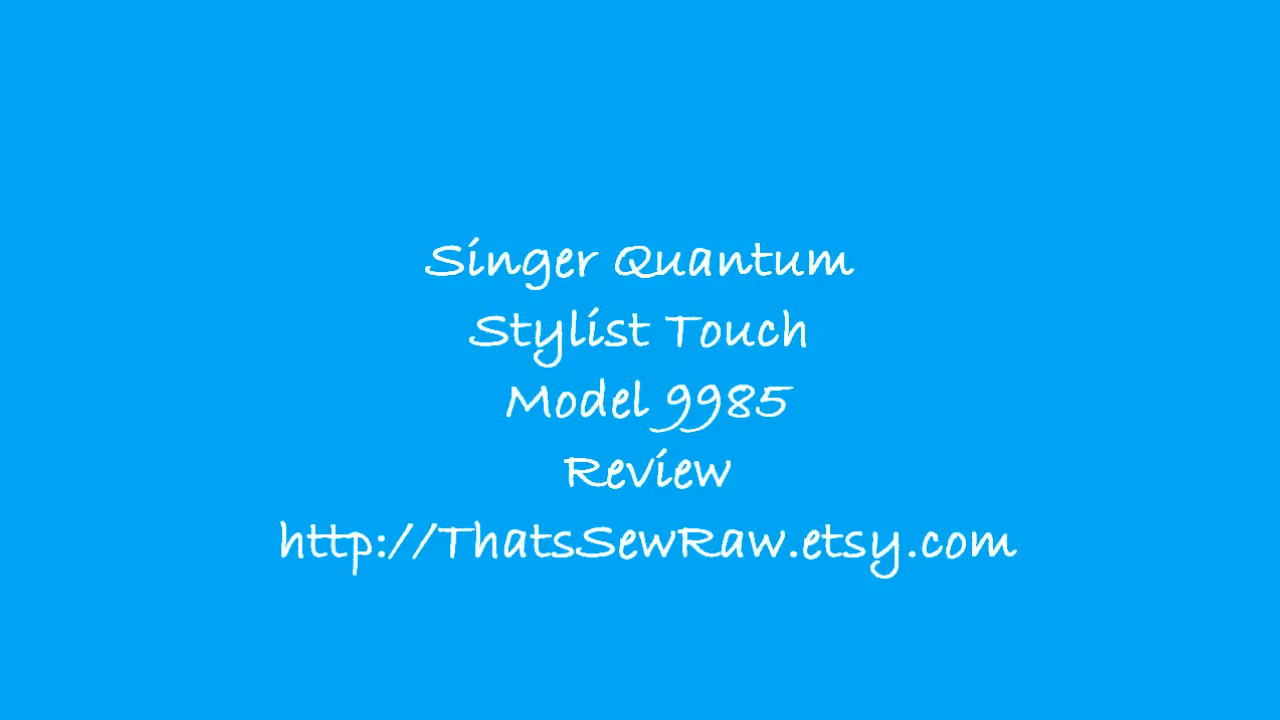 Singer Quantum
Stylist Touch
Model 9985
Review
http://ThatsSewRaw.etsy.com